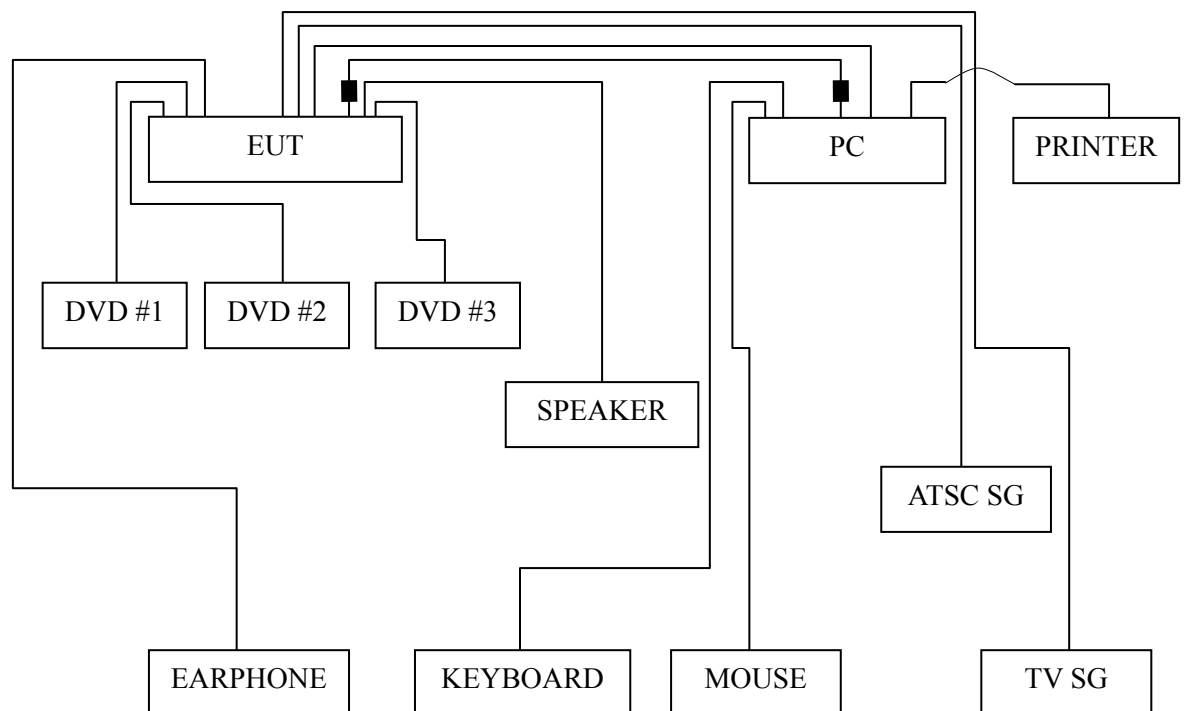 EUT
PC
PRINTER
DVD #1
DVD #2
DVD #3
SPEAKER
ATSC SG
EARPHONE
KEYBOARD
MOUSE
TV SG